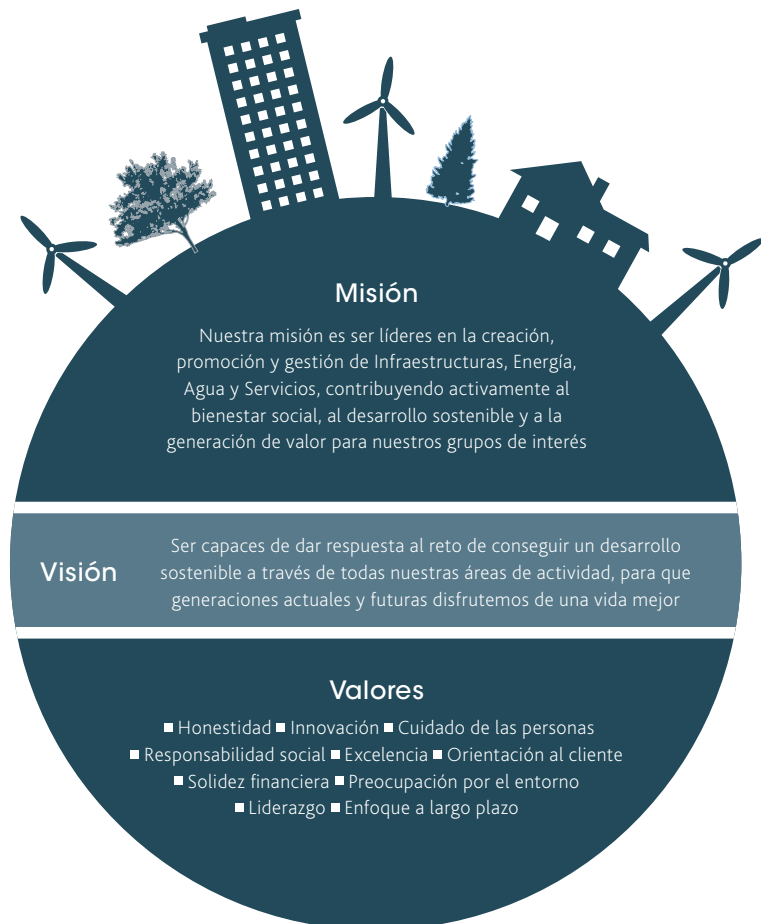 Misión
Nuestra misión es ser líderes en la creación,
promoción y gestión de Infraestructuras, Energía,
Agua y Servicios, contribuyendo activamente al
bienestar social, al desarrollo sostenible y a la
generación de valor para nuestros grupos de interés
Visión
Ser capaces de dar respuesta al reto de conseguir un desarrollo
sostenible a través de todas nuestras áreas de actividad, para que
generaciones actuales y futuras disfrutemos de una vida mejor
Valores
■ Honestidad ■ Innovación ■ Cuidado de las personas
■ Responsabilidad social ■ Excelencia ■ Orientación al cliente
■ Solidez financiera ■ Preocupación por el entorno
■ Liderazgo ■ Enfoque a largo plazo